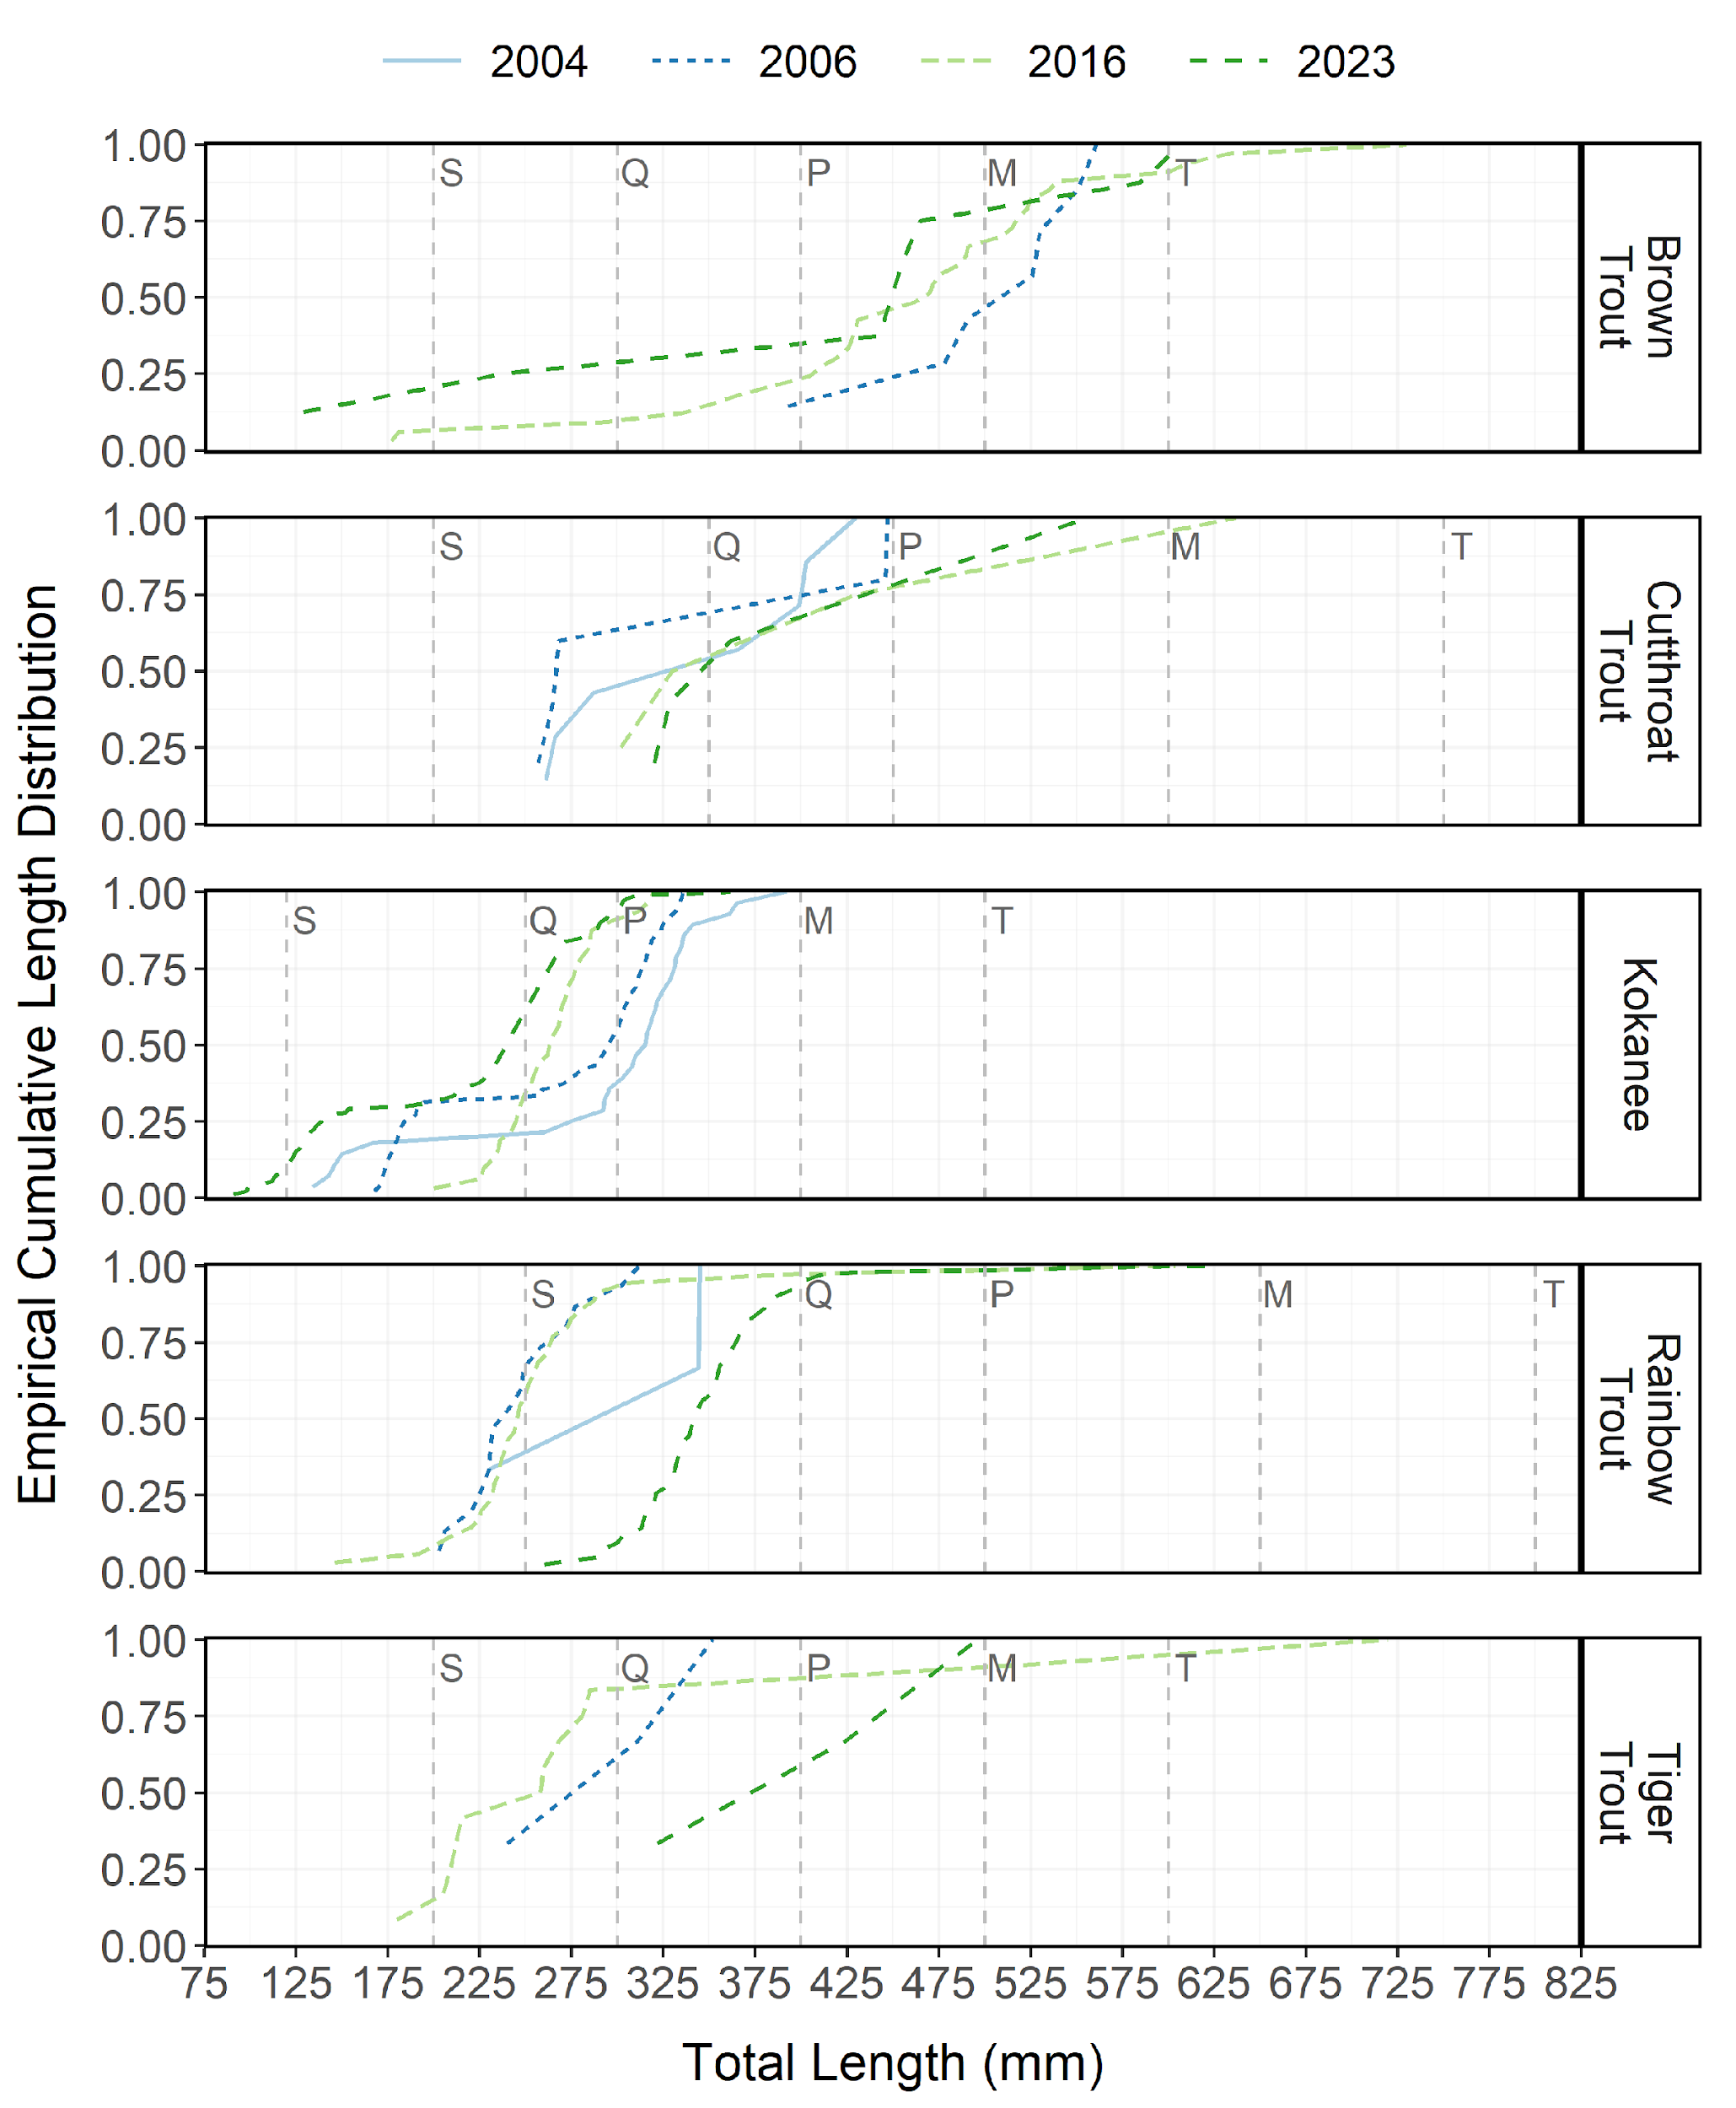 2004 2006 2016 2023
Empirical Cumulative Length Distribution
1.00
0.75
0.50
0.25
0.00
S Q P M T
Brown
Trout
1.00
0.75
0.50
0.25
0.00
S Q P M T
Cutthroat
Trout
1.00
0.75
0.50
0.25
0.00
S Q P M T
Kokanee
1.00
0.75
0.50
0.25
0.00
S Q P M T
Rainbow
Trout
1.00
0.75
0.50
0.25
0.00
S Q P M T
Tiger
Trout
75 125 175 225 275 325 375 425 475 525 575 625 675 725 775 825
Total Length (mm)